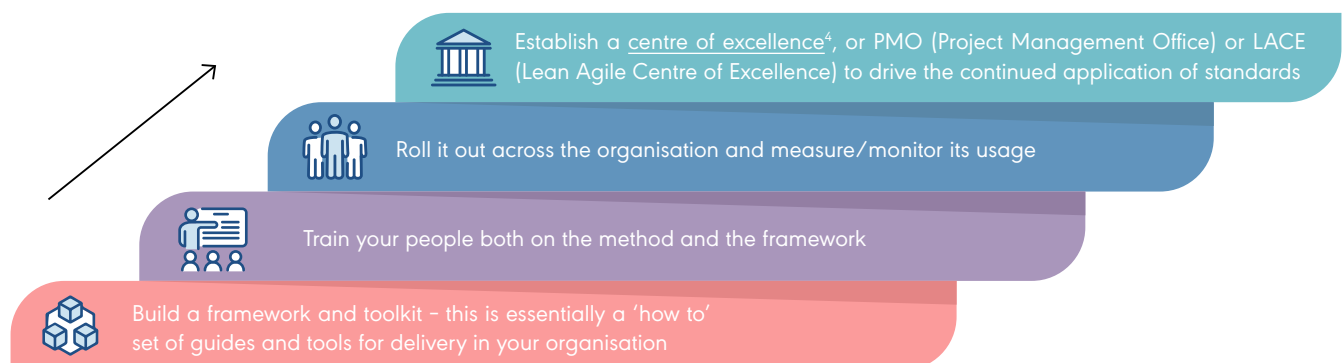 Establish a centre of excellence⁴, or PMO (Project Management Office) or LACE
(Lean Agile Centre of Excellence) to drive the continued application of standards
Roll it out across the organisation and measure/monitor its usage
Train your people both on the method and the framework
Build a framework and toolkit – this is essentially a ‘how to’
set of guides and tools for delivery in your organisation